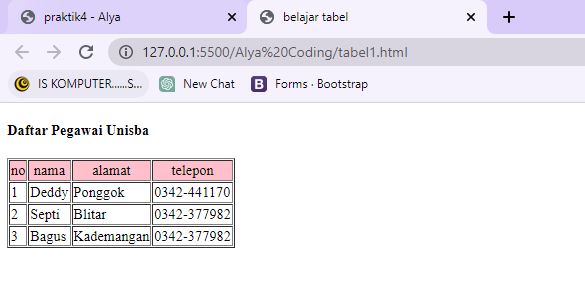 praktik4 - Alya
belajar tabel
127.0.0.1:5500/Alya%20Coding/tabel1.html
IS KOMPUTER......S... New Chat Forms · Bootstrap
Daftar Pegawai Unisba
no nama alamat telepon
1 Deddy Ponggok 0342-441170
2 Septi Blitar 0342-377982
3 Bagus Kademangan 0342-377982